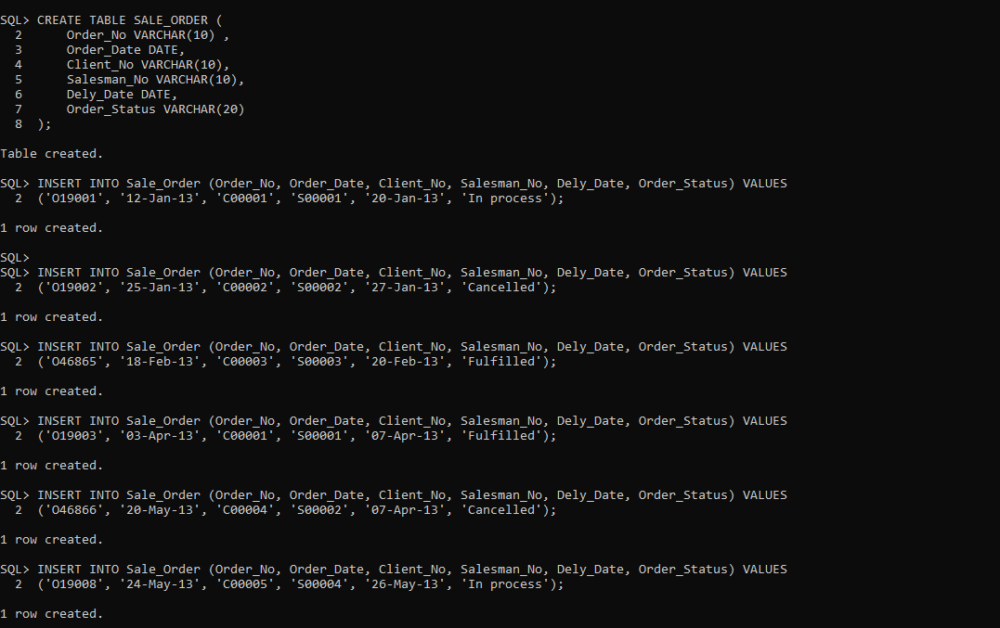 SQL> CREATE TABLE SALE_ORDER (
  2      Order_No VARCHAR(10) ,
  3      Order_Date DATE,
  4      Client_No VARCHAR(10),
  5      Salesman_No VARCHAR(10),
  6      Dely_Date DATE,
  7      Order_Status VARCHAR(20)
  8  );
Table created.
SQL> INSERT INTO Sale_Order (Order_No, Order_Date, Client_No, Salesman_No, Dely_Date, Order_Status) VALUES
  2  ('O19001', '12-Jan-13', 'C00001', 'S00001', '20-Jan-13', 'In process');
1 row created.
SQL>
SQL> INSERT INTO Sale_Order (Order_No, Order_Date, Client_No, Salesman_No, Dely_Date, Order_Status) VALUES
  2  ('O19002', '25-Jan-13', 'C00002', 'S00002', '27-Jan-13', 'Cancelled');
1 row created.
SQL> INSERT INTO Sale_Order (Order_No, Order_Date, Client_No, Salesman_No, Dely_Date, Order_Status) VALUES
  2  ('O46865', '18-Feb-13', 'C00003', 'S00003', '20-Feb-13', 'Fulfilled');
1 row created.
SQL> INSERT INTO Sale_Order (Order_No, Order_Date, Client_No, Salesman_No, Dely_Date, Order_Status) VALUES
  2  ('O19003', '03-Apr-13', 'C00001', 'S00001', '07-Apr-13', 'Fulfilled');
1 row created.
SQL> INSERT INTO Sale_Order (Order_No, Order_Date, Client_No, Salesman_No, Dely_Date, Order_Status) VALUES
  2  ('O46866', '20-May-13', 'C00004', 'S00002', '07-Apr-13', 'Cancelled');
1 row created.
SQL> INSERT INTO Sale_Order (Order_No, Order_Date, Client_No, Salesman_No, Dely_Date, Order_Status) VALUES
  2  ('O19008', '24-May-13', 'C00005', 'S00004', '26-May-13', 'In process');
1 row created.